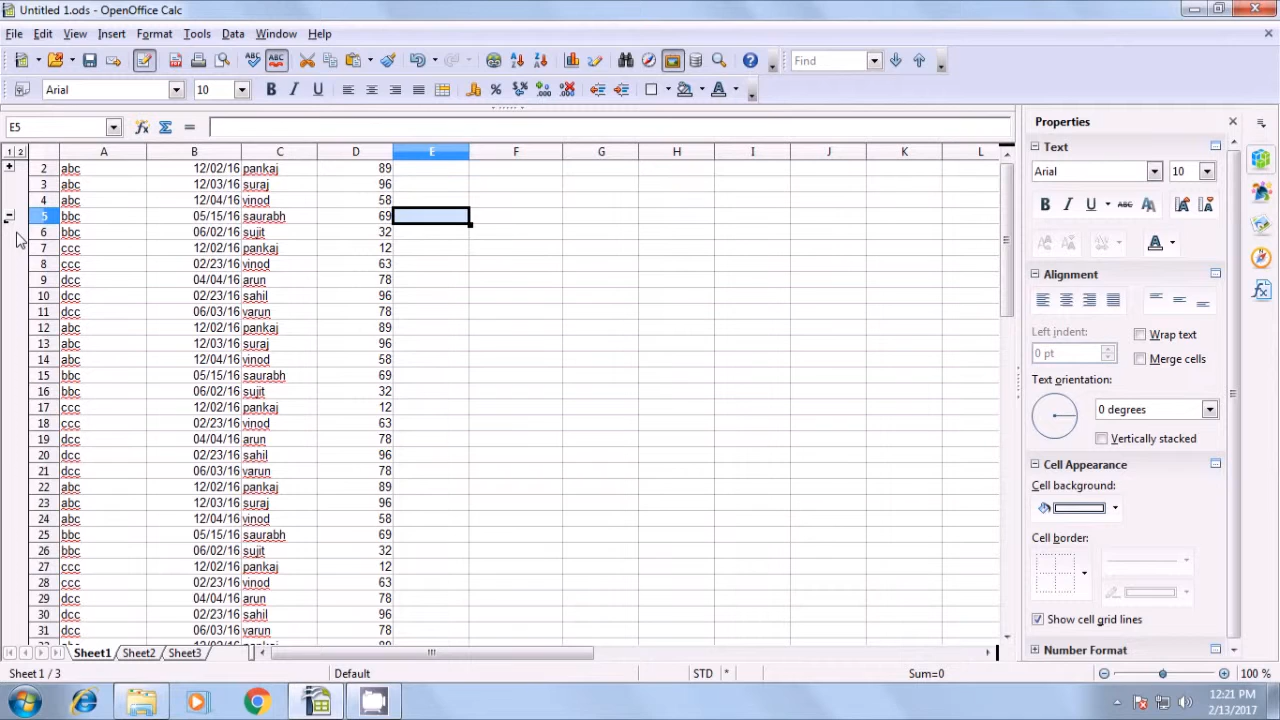 Untitled 1.ods - OpenOffice Calc
File Edit View Insert Format Tools Data Window Help
Find
Arial 10
E5
Properties
1 2 A B C D E F G H I J K L
Text
2 abc 12/02/16 pankaj 89
Arial 10
3 abc 12/03/16 suraj 96
4 abc 12/04/16 vinod 58
5 bbc 05/15/16 saurabh 69
6 bbc 06/02/16 sujit 32
7 ccc 12/02/16 pankaj 12
8 ccc 02/23/16 vinod 63
Alignment
9 dcc 04/04/16 arun 78
10 dcc 02/23/16 sahil 96
11 dcc 06/03/16 varun 78
12 abc 12/02/16 pankaj 89
Left indent: Wrap text
13 abc 12/03/16 suraj 96
0 pt Merge cells
14 abc 12/04/16 vinod 58
15 bbc 05/15/16 saurabh 69
Text orientation:
16 bbc 06/02/16 sujit 32
17 ccc 12/02/16 pankaj 12
0 degrees
18 ccc 02/23/16 vinod 63
19 dcc 04/04/16 arun 78
Vertically stacked
20 dcc 02/23/16 sahil 96
Cell Appearance
21 dcc 06/03/16 varun 78
22 abc 12/02/16 pankaj 89
Cell background:
23 abc 12/03/16 suraj 96
24 abc 12/04/16 vinod 58
25 bbc 05/15/16 saurabh 69
Cell border:
26 bbc 06/02/16 sujit 32
27 ccc 12/02/16 pankaj 12
28 ccc 02/23/16 vinod 63
29 dcc 04/04/16 arun 78
30 dcc 02/23/16 sahil 96
Show cell grid lines
31 dcc 06/03/16 varun 78
Number Format
Sheet1 Sheet2 Sheet3
Sheet 1 / 3 Default STD * Sum=0 100 %
12:21 PM
2/13/2017